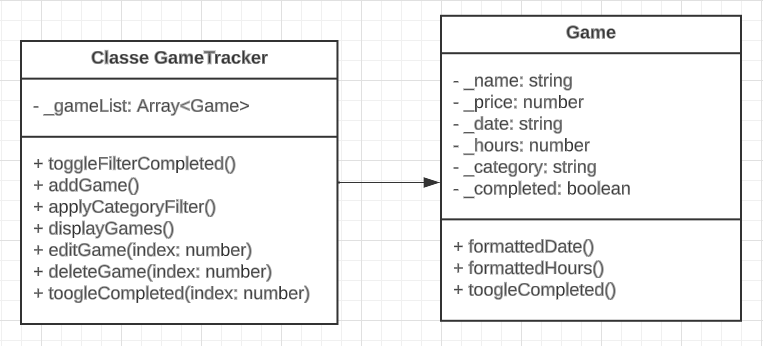 Classe GameTracker
- _gameList: Array<Game>
+ toggleFilterCompleted()
+ addGame()
+ applyCategoryFilter()
+ displayGames()
+ editGame(index: number)
+ deleteGame(index: number)
+ toogleCompleted(index: number)
Game
- _name: string
- _price: number
- _date: string
- _hours: number
- _category: string
- _completed: boolean
+ formattedDate()
+ formattedHours()
+ toogleCompleted()